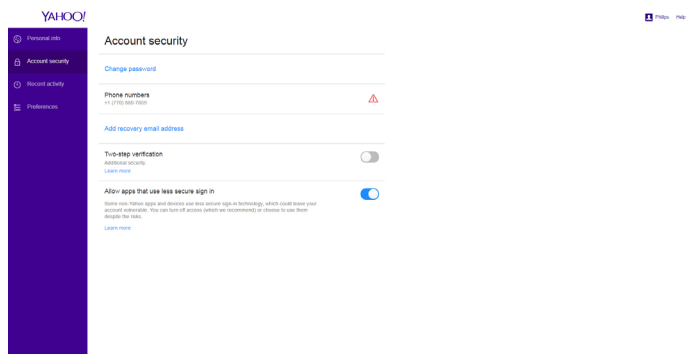 YAHOO!
Philips Help
Personal info
Account security
Recent activity
Preferences
Account security
Change password
Phone numbers
+1 (770)
Add recovery email address
Two-step verification
Additional security.
Learn more
Allow apps that use less secure sign in
Some non-Yahoo apps and devices use less secure sign-in technology, which could leave your
account vulnerable. You can turn off access (which we recommend) or choose to use them
despite the risks.
Learn more